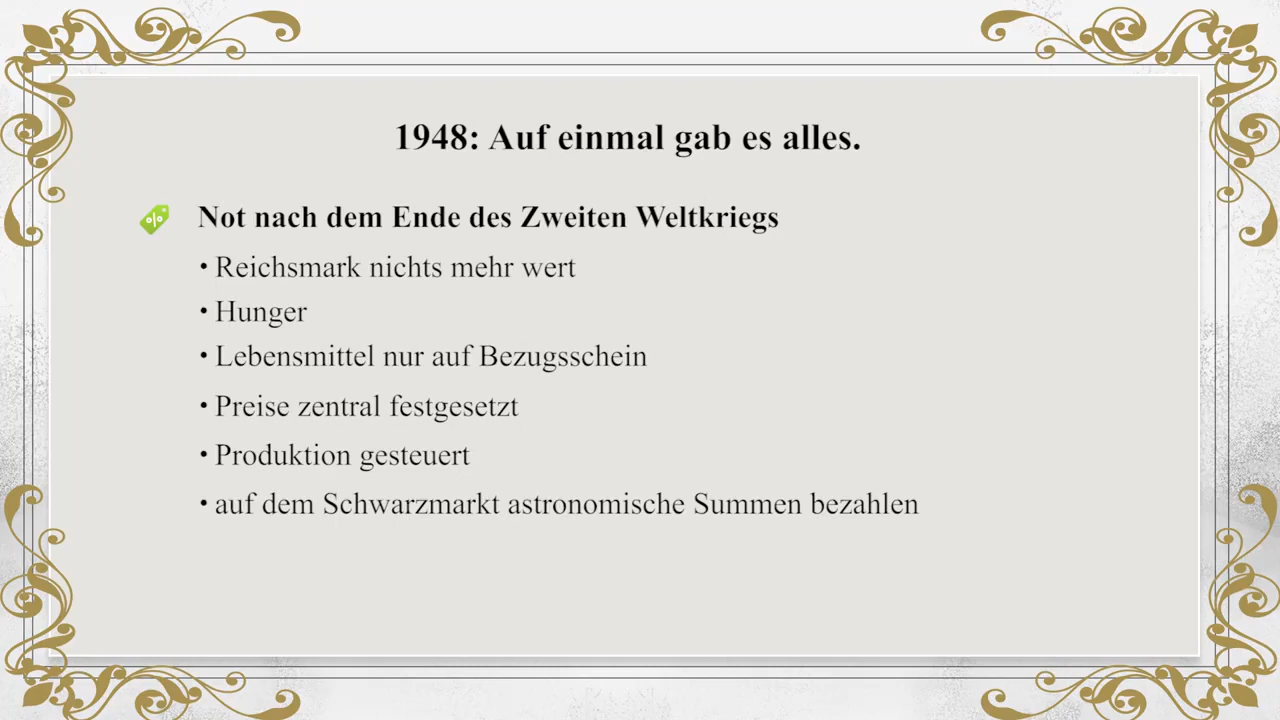 1948: Auf einmal gab es alles.
Not nach dem Ende des Zweiten Weltkriegs
• Reichsmark nichts mehr wert
• Hunger
• Lebensmittel nur auf Bezugsschein
• Preise zentral festgesetzt
• Produktion gesteuert
• auf dem Schwarzmarkt astronomische Summen bezahlen